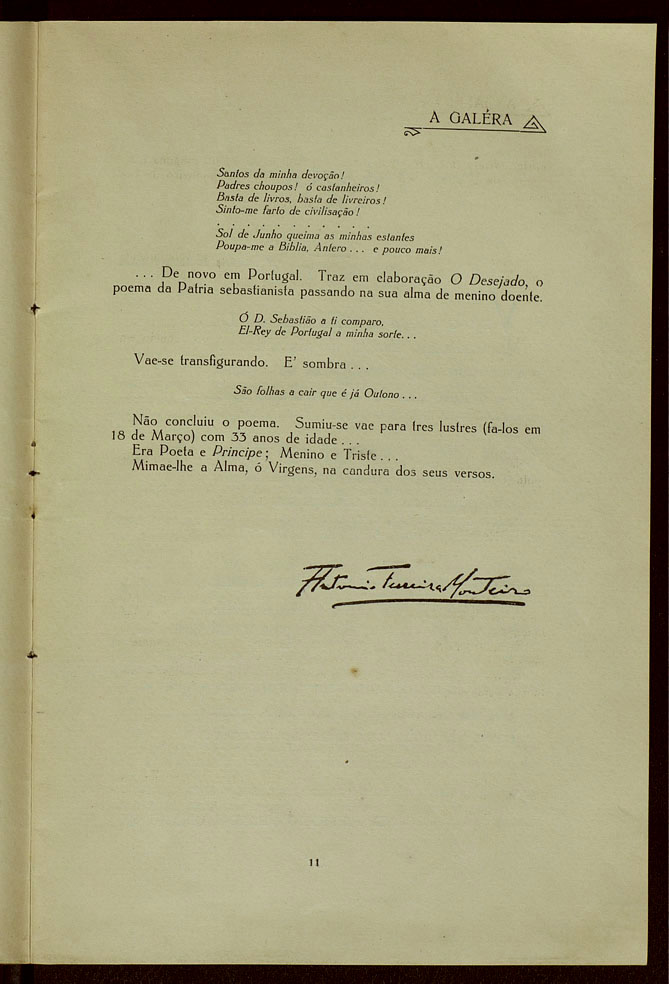 A GALÉRA
Santos da minha devoção!
Padres choupos! ó castanheiros!
Basta de livros, basta de livreiros!
Sinto-me farto de civilisação!
. . . . . . . . . . .
Sol de Junho queima as minhas estantes
Poupa-me a Biblia, Antero . . . e pouco mais!
. . . De novo em Portugal. Traz em elaboração O Desejado, o
poema da Patria sebastianista passando na sua alma de menino doente.
Ó D. Sebastião a ti comparo,
El-Rey de Portugal a minha sorte. . .
Vae-se transfigurando. E' sombra . . .
São folhas a cair que é já Outono . . .
Não concluiu o poema. Sumiu-se vae para tres lustres (fa-los em
18 de Março) com 33 anos de idade . . .
Era Poeta e Principe; Menino e Triste . . .
Mimae-lhe a Alma, ó Virgens, na candura dos seus versos.
Antonio Ferreira Monteiro
11